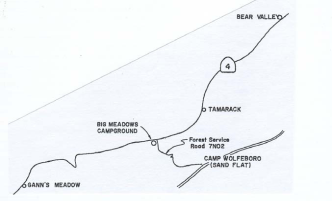 BEAR VALLEY
4
TAMARACK
BIG MEADOWS
CAMPGROUND
Forest Service
Road 7N02
CAMP WOLFEBORO
(SAND FLAT)
GANN'S MEADOW